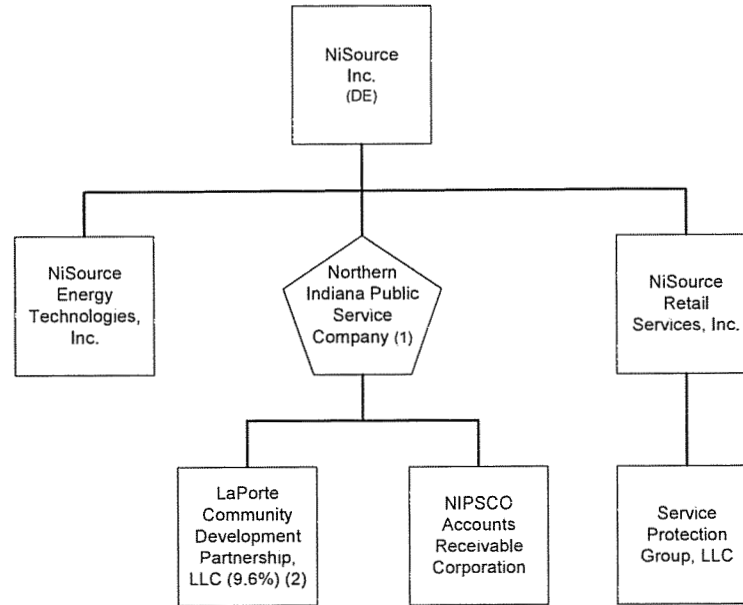 NiSource
Inc.
(DE)
NiSource
Energy
Technologies,
Inc.
Northern
Indiana Public
Service
Company (1)
NiSource
Retail
Services, Inc.
LaPorte
Community
Development
Partnership,
LLC (9.6%) (2)
NIPSCO
Accounts
Receivable
Corporation
Service
Protection
Group, LLC